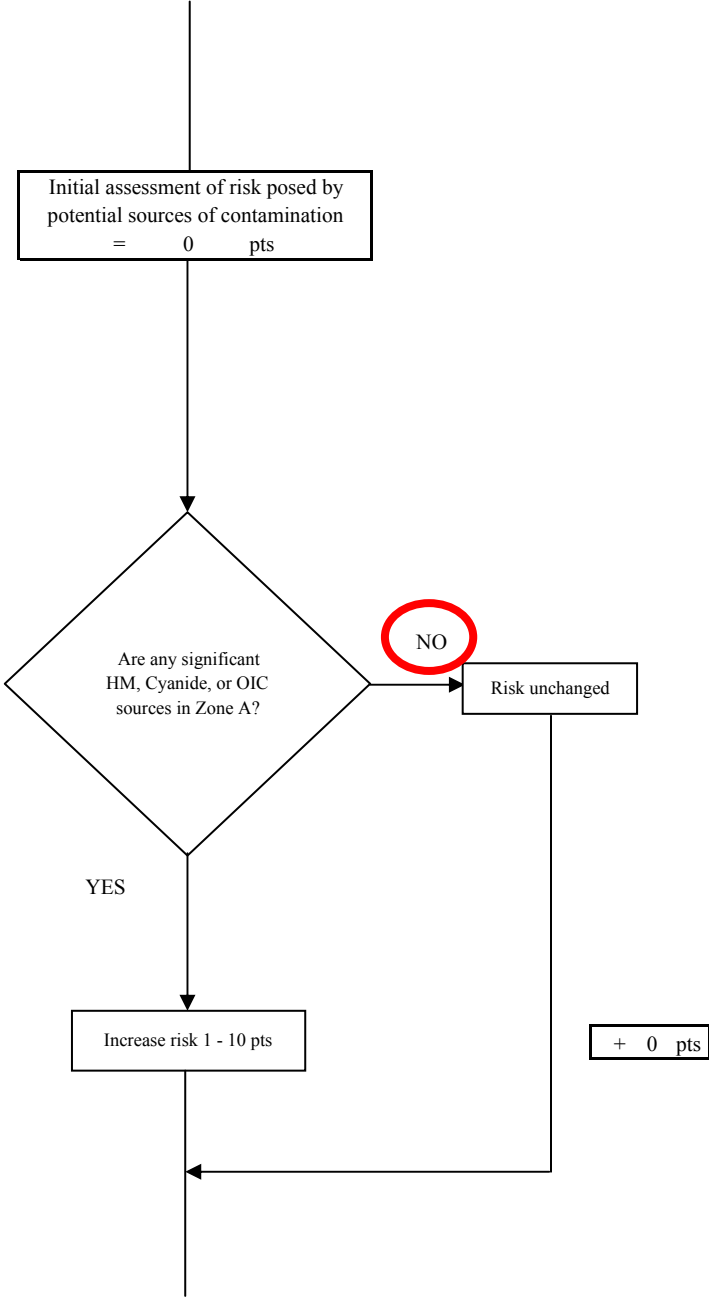 Initial assessment of risk posed by
potential sources of contamination
= 0 pts
NO
Are any significant
HM, Cyanide, or OIC
sources in Zone A?
Risk unchanged
YES
Increase risk 1 - 10 pts
+ 0 pts